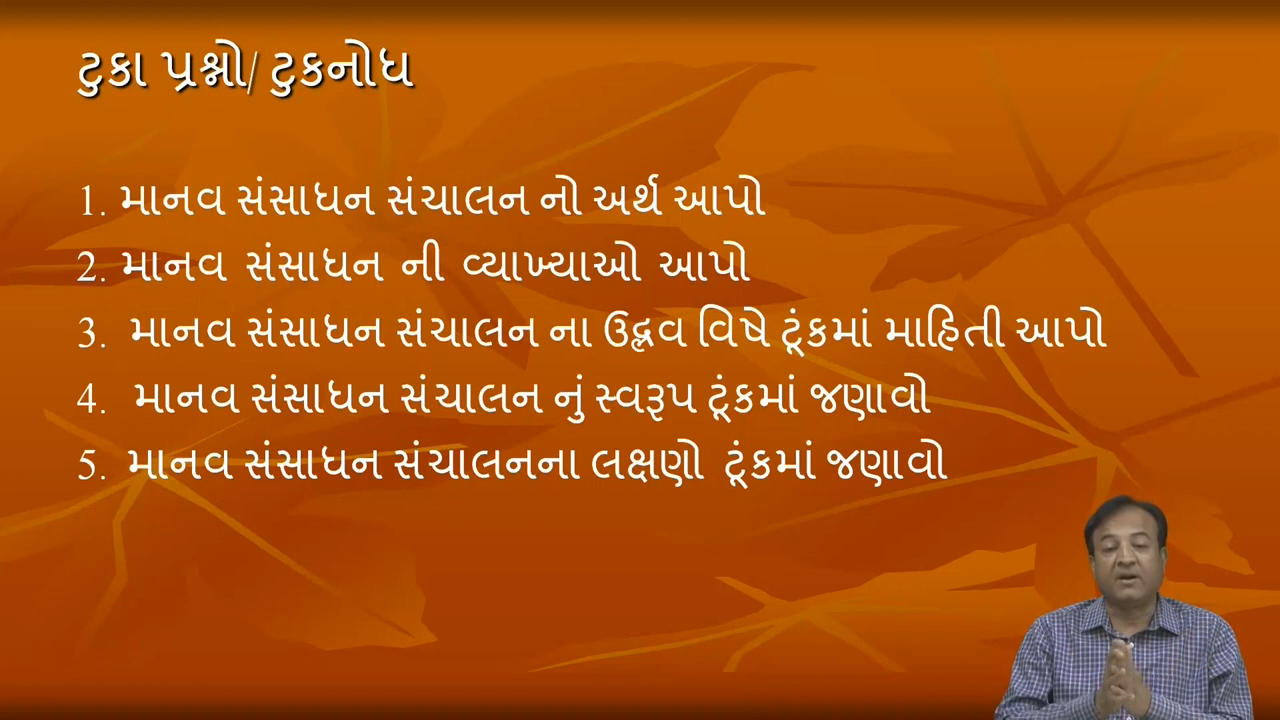 ટુકા પ્રશ્નો/ ટુકનોધ
1. માનવ સંસાધન સંચાલન નો અર્થ આપો
2. માનવ સંસાધન ની વ્યાખ્યાઓ આપો
3. માનવ સંસાધન સંચાલન ના ઉદ્ભવ વિષે ટૂંકમાં માહિતી આપો
4. માનવ સંસાધન સંચાલન નું સ્વરૂપ ટૂંકમાં જણાવો
5. માનવ સંસાધન સંચાલનના લક્ષણો ટૂંકમાં જણાવો